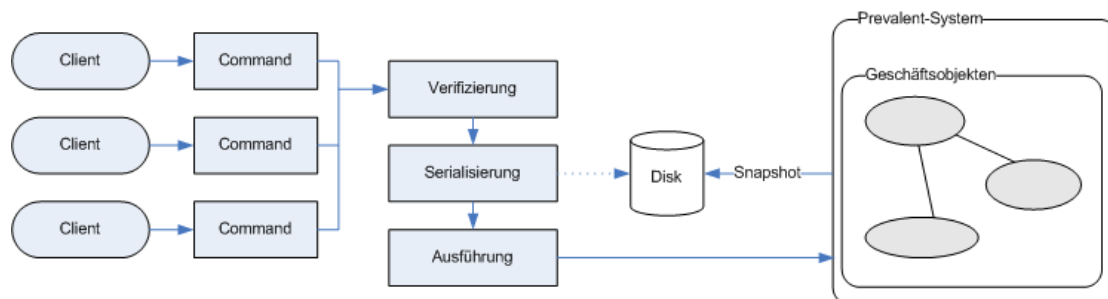 Prevalent-System
Client
Command
Geschäftsobjekten
Verifizierung
Client
Command
Serialisierung
Disk
Snapshot
Client
Command
Ausführung